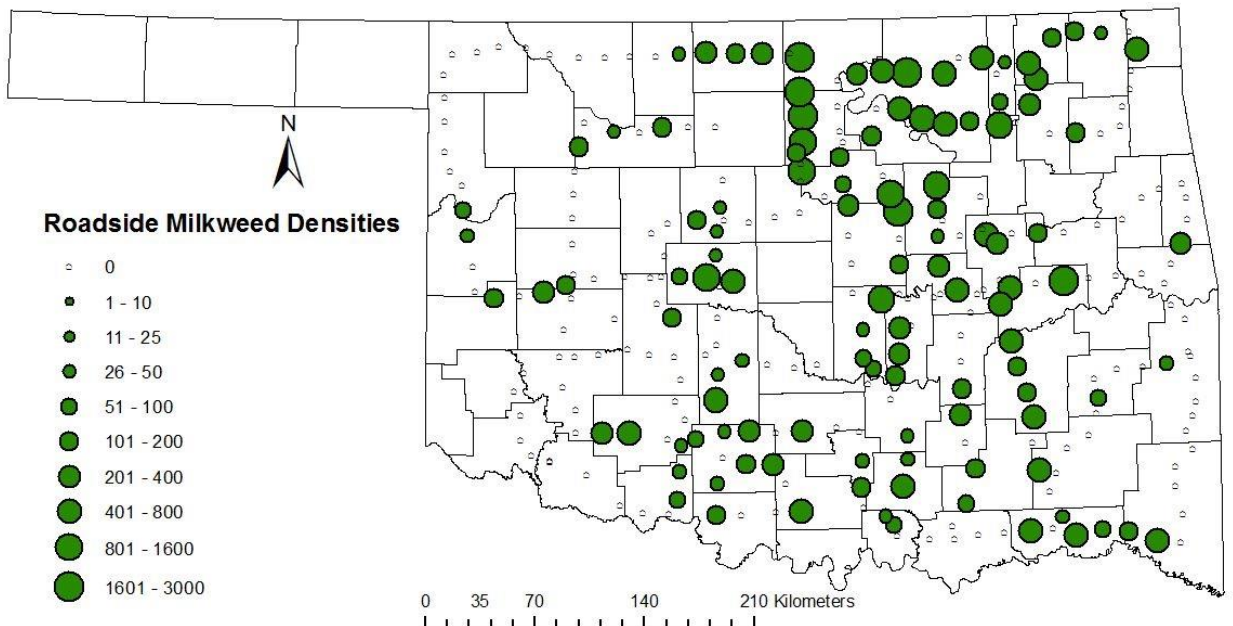 N
Roadside Milkweed Densities
0
1 - 10
11 - 25
26 - 50
51 - 100
101 - 200
201 - 400
401 - 800
801 - 1600
1601 - 3000
0 35 70 140 210 Kilometers